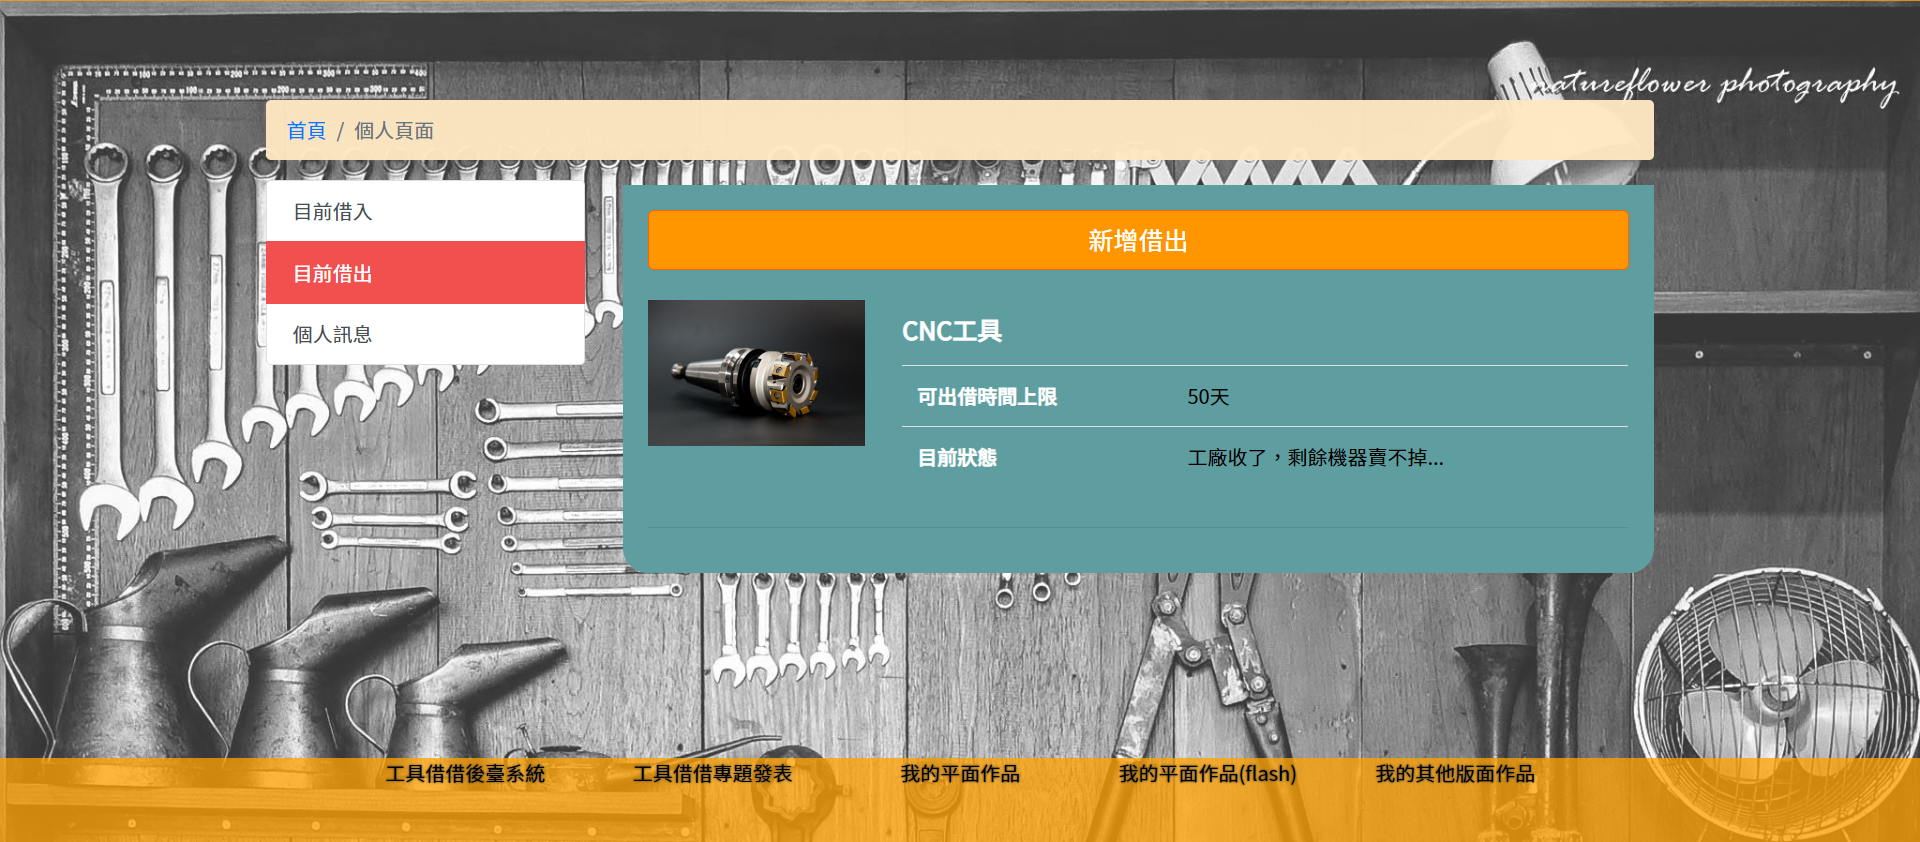 natureflower photography
首頁 / 個人頁面
目前借入
目前借出
個人訊息
新增借出
CNC工具
可出借時間上限 50天
目前狀態 工廠收了，剩餘機器賣不掉...
工具借借後臺系統 工具借借專題發表 我的平面作品 我的平面作品(flash) 我的其他版面作品